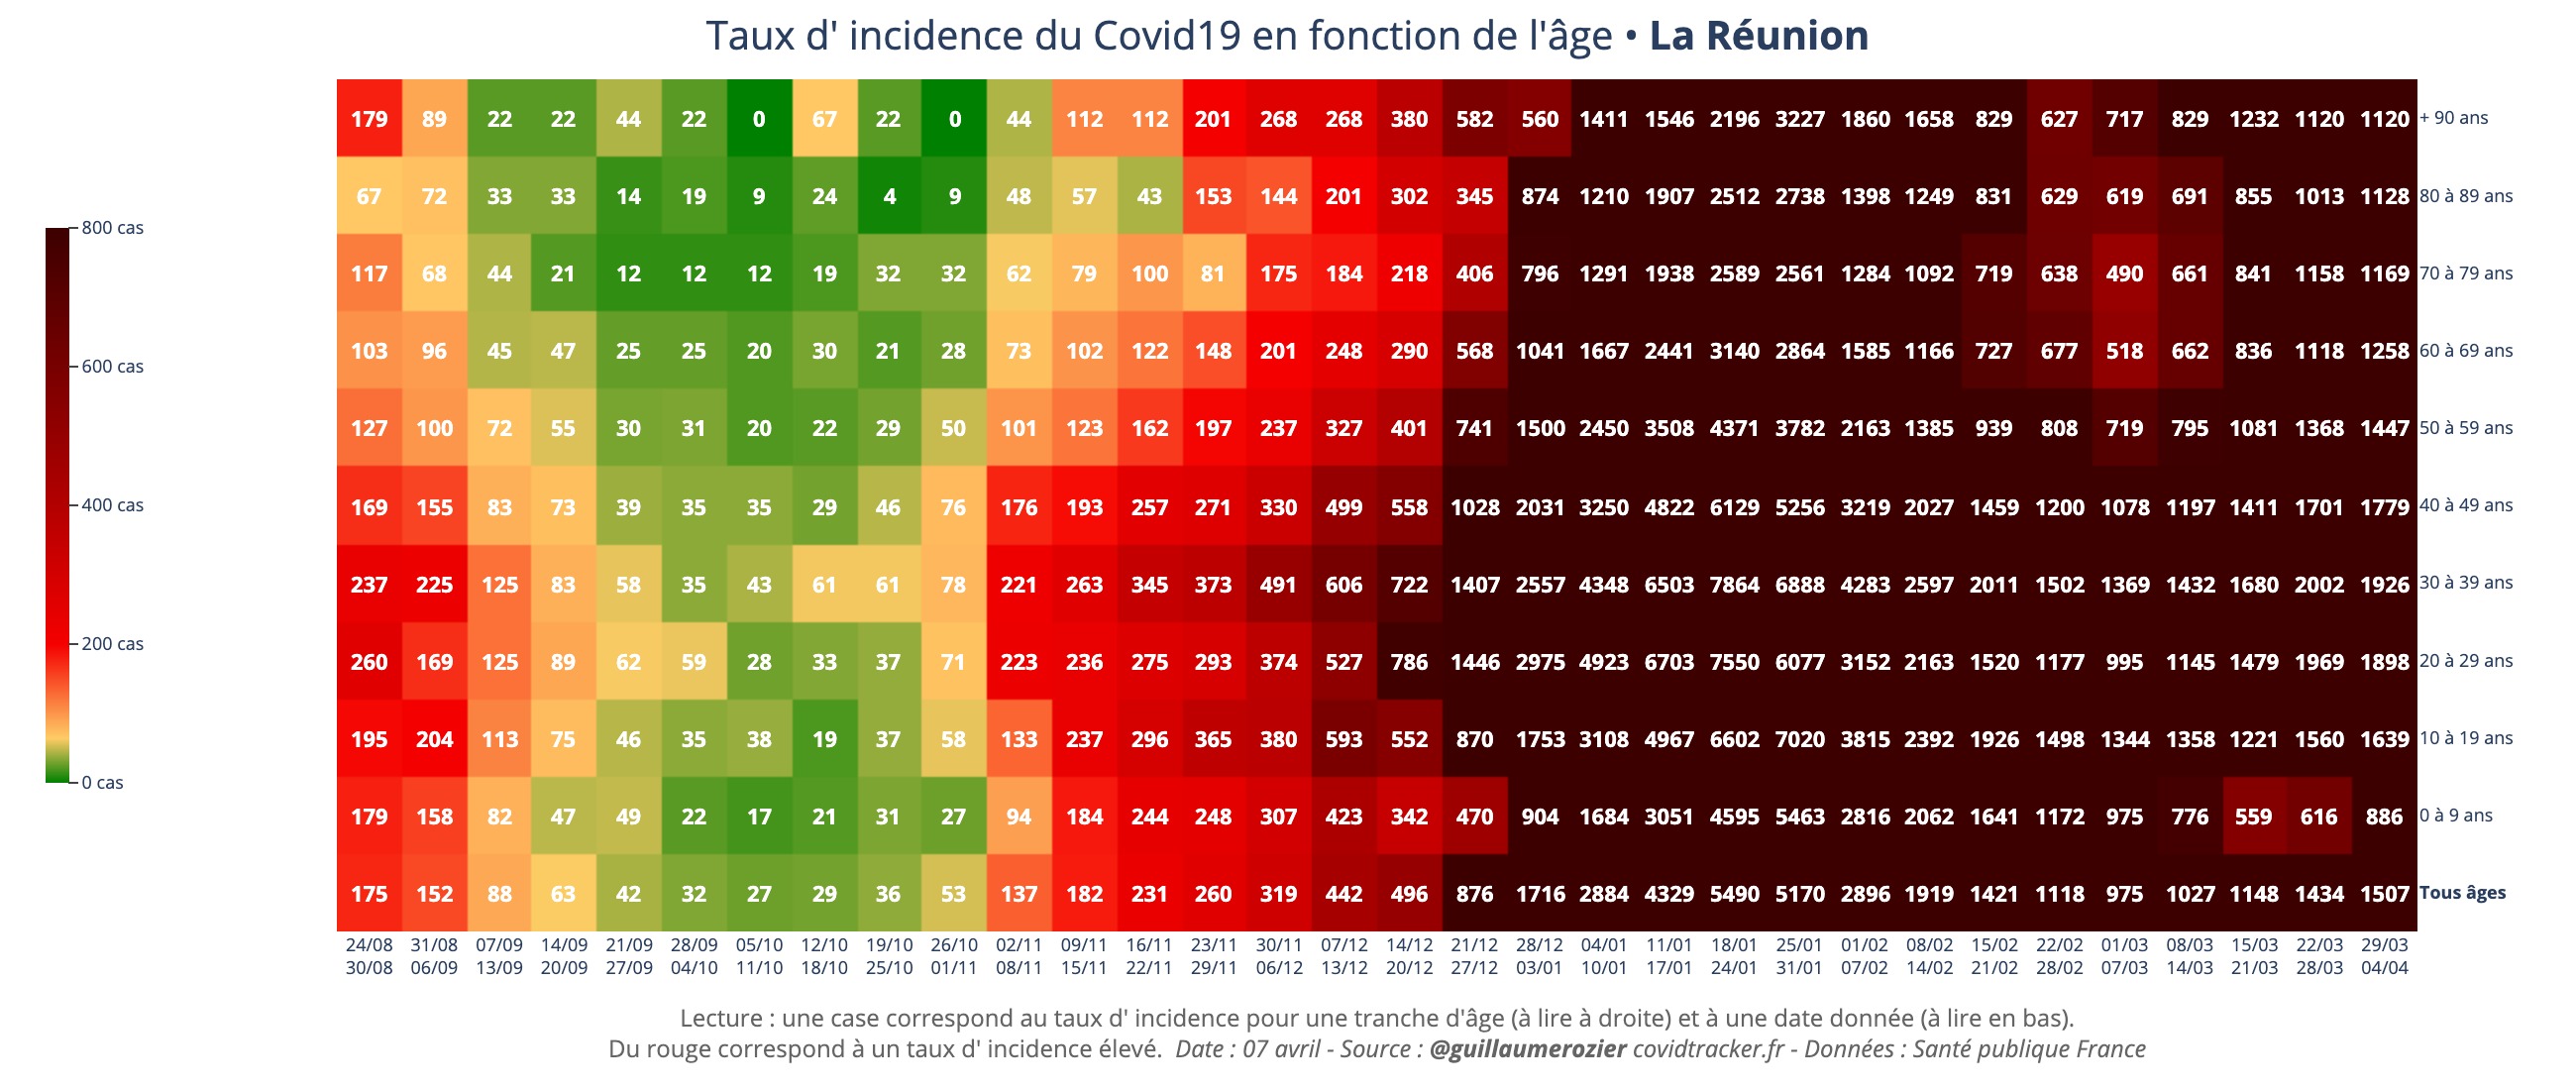 Taux d' incidence du Covid19 en fonction de l'âge • La Réunion
179 89 22 22 44 22 0 67 22 0 44 112 112 201 268 268 380 582 560 1411 1546 2196 3227 1860 1658 829 627 717 829 1232 1120 1120 + 90 ans
67 72 33 33 14 19 9 24 4 9 48 57 43 153 144 201 302 345 874 1210 1907 2512 2738 1398 1249 831 629 619 691 855 1013 1128 80 à 89 ans
800 cas
117 68 44 21 12 12 12 19 32 32 62 79 100 81 175 184 218 406 796 1291 1938 2589 2561 1284 1092 719 638 490 661 841 1158 1169 70 à 79 ans
103 96 45 47 25 25 20 30 21 28 73 102 122 148 201 248 290 568 1041 1667 2441 3140 2864 1585 1166 727 677 518 662 836 1118 1258 60 à 69 ans
600 cas
127 100 72 55 30 31 20 22 29 50 101 123 162 197 237 327 401 741 1500 2450 3508 4371 3782 2163 1385 939 808 719 795 1081 1368 1447 50 à 59 ans
400 cas
169 155 83 73 39 35 35 29 46 76 176 193 257 271 330 499 558 1028 2031 3250 4822 6129 5256 3219 2027 1459 1200 1078 1197 1411 1701 1779 40 à 49 ans
237 225 125 83 58 35 43 61 61 78 221 263 345 373 491 606 722 1407 2557 4348 6503 7864 6888 4283 2597 2011 1502 1369 1432 1680 2002 1926 30 à 39 ans
200 cas
260 169 125 89 62 59 28 33 37 71 223 236 275 293 374 527 786 1446 2975 4923 6703 7550 6077 3152 2163 1520 1177 995 1145 1479 1969 1898 20 à 29 ans
195 204 113 75 46 35 38 19 37 58 133 237 296 365 380 593 552 870 1753 3108 4967 6602 7020 3815 2392 1926 1498 1344 1358 1221 1560 1639 10 à 19 ans
0 cas
179 158 82 47 49 22 17 21 31 27 94 184 244 248 307 423 342 470 904 1684 3051 4595 5463 2816 2062 1641 1172 975 776 559 616 886 0 à 9 ans
175 152 88 63 42 32 27 29 36 53 137 182 231 260 319 442 496 876 1716 2884 4329 5490 5170 2896 1919 1421 1118 975 1027 1148 1434 1507 Tous âges
24/08 31/08 07/09 14/09 21/09 28/09 05/10 12/10 19/10 26/10 02/11 09/11 16/11 23/11 30/11 07/12 14/12 21/12 28/12 04/01 11/01 18/01 25/01 01/02 08/02 15/02 22/02 01/03 08/03 15/03 22/03 29/03
30/08 06/09 13/09 20/09 27/09 04/10 11/10 18/10 25/10 01/11 08/11 15/11 22/11 29/11 06/12 13/12 20/12 27/12 03/01 10/01 17/01 24/01 31/01 07/02 14/02 21/02 28/02 07/03 14/03 21/03 28/03 04/04
Lecture : une case correspond au taux d' incidence pour une tranche d'âge (à lire à droite) et à une date donnée (à lire en bas).
Du rouge correspond à un taux d' incidence élevé. Date : 07 avril - Source : @guillaumerozier covidtracker.fr - Données : Santé publique France